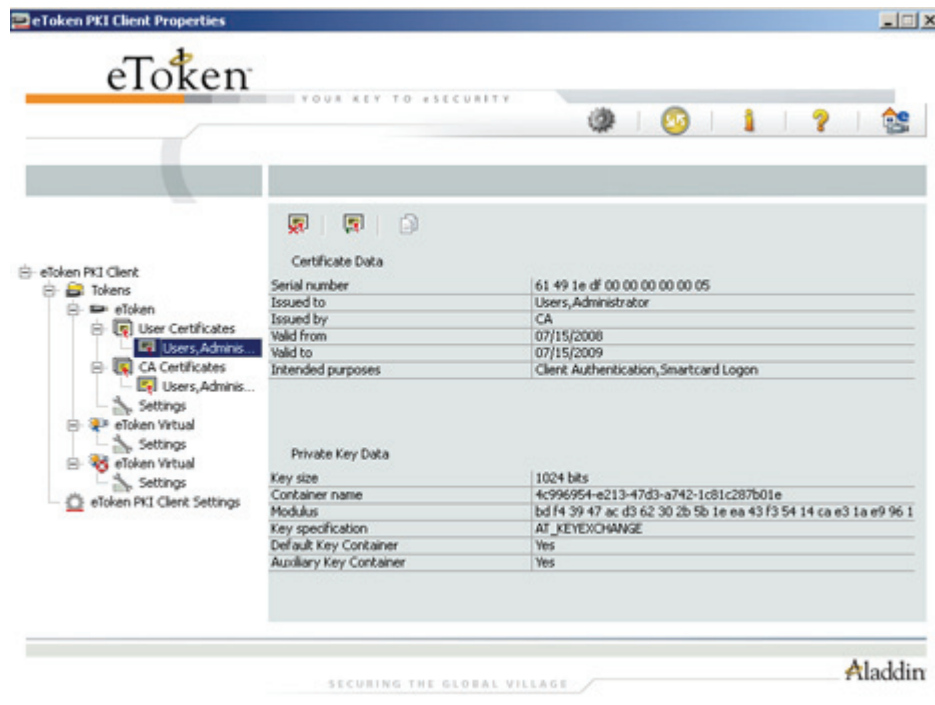 eToken PKI Client Properties
eToken
YOUR KEY TO eSECURITY
eToken PKI Client
Tokens
eToken
User Certificates
Users,Adminis...
CA Certificates
Users,Adminis...
Settings
eToken Virtual
Settings
eToken Virtual
Settings
eToken PKI Client Settings
Certificate Data
Serial number 61 49 1e df 00 00 00 00 00 05
Issued to Users,Administrator
Issued by CA
Valid from 07/15/2008
Valid to 07/15/2009
Intended purposes Client Authentication,Smartcard Logon
Private Key Data
Key size 1024 bits
Container name 4c996954-e213-47d3-a742-1c81c287b01e
Modulus bd f4 39 47 ac d3 62 30 2b 5b 1e ea 43 f3 54 14 ca e3 1a e9 96 1
Key specification AT_KEYEXCHANGE
Default Key Container Yes
Auxiliary Key Container Yes
SECURING THE GLOBAL VILLAGE
Aladdin